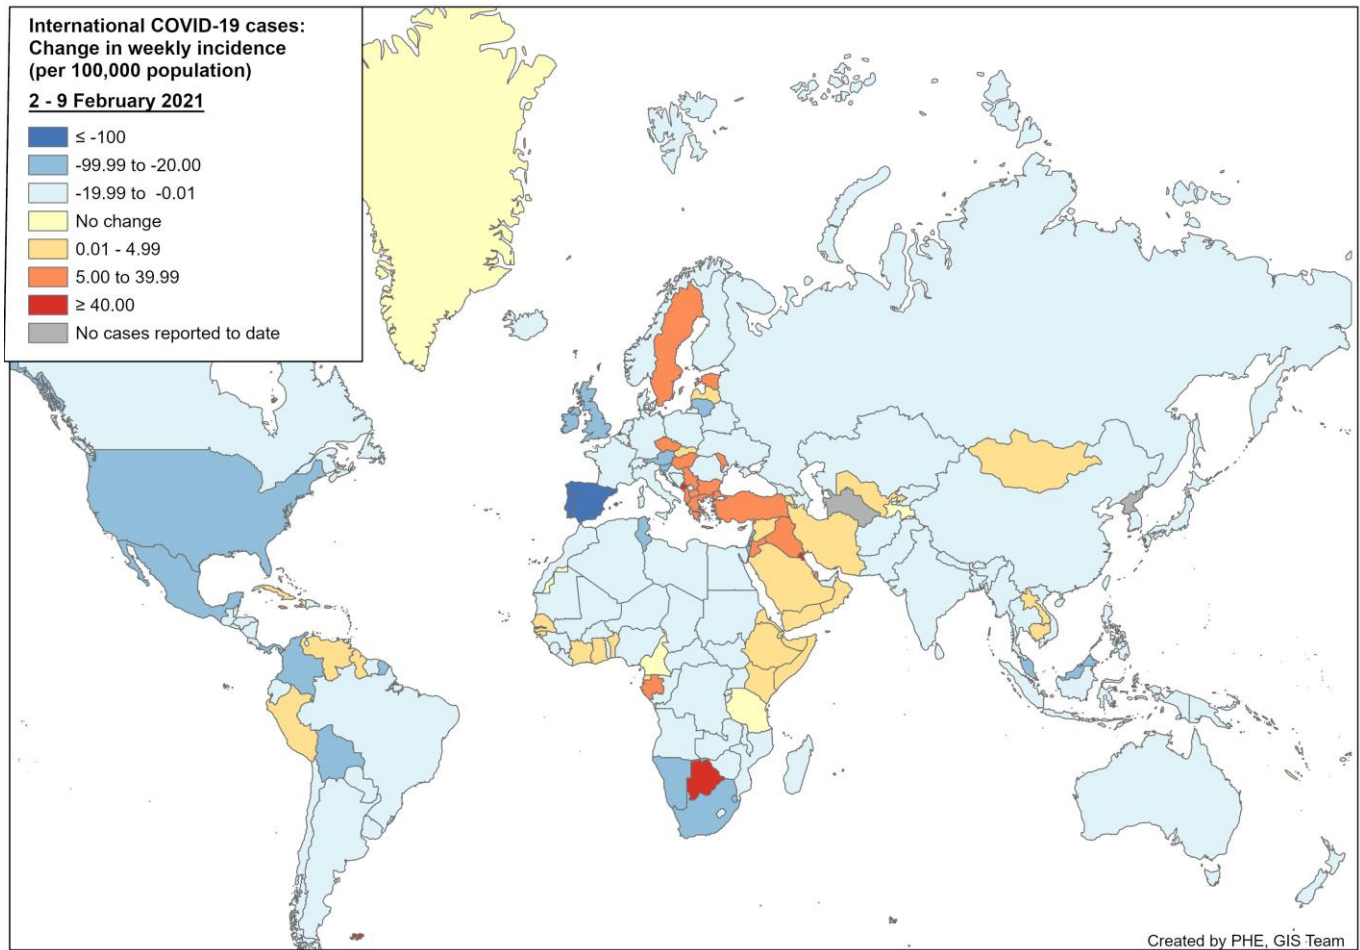 International COVID-19 cases:
Change in weekly incidence
(per 100,000 population)
2 - 9 February 2021
≤ -100
-99.99 to -20.00
-19.99 to  -0.01
No change
0.01 - 4.99
5.00 to 39.99
≥ 40.00
No cases reported to date
Created by PHE, GIS Team